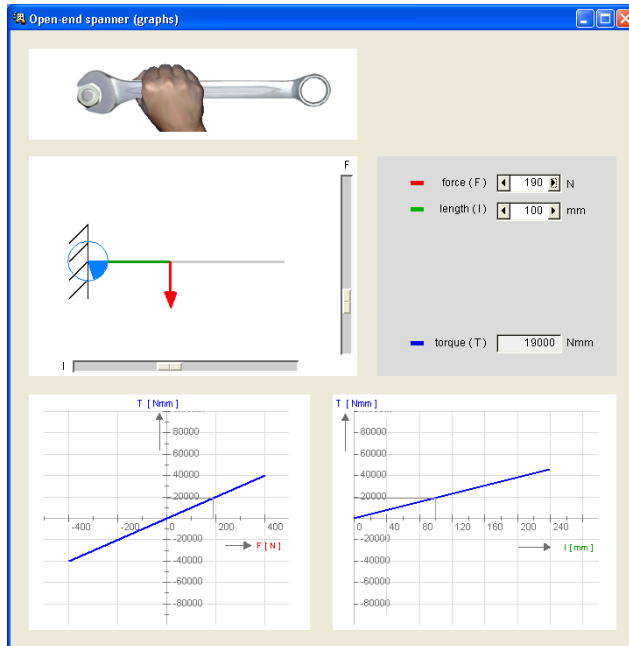 Open-end spanner (graphs)
F
force ( F ) 190 N
length ( l ) 100 mm
l
torque ( T ) 19000 Nmm
T [ Nmm ]
80000
60000
40000
20000
-400 -200 0 200 400
F [ N ]
-20000
-40000
-60000
-80000
T [ Nmm ]
80000
60000
40000
20000
0 40 80 120 160 200 240
l [ mm ]
-20000
-40000
-60000
-80000